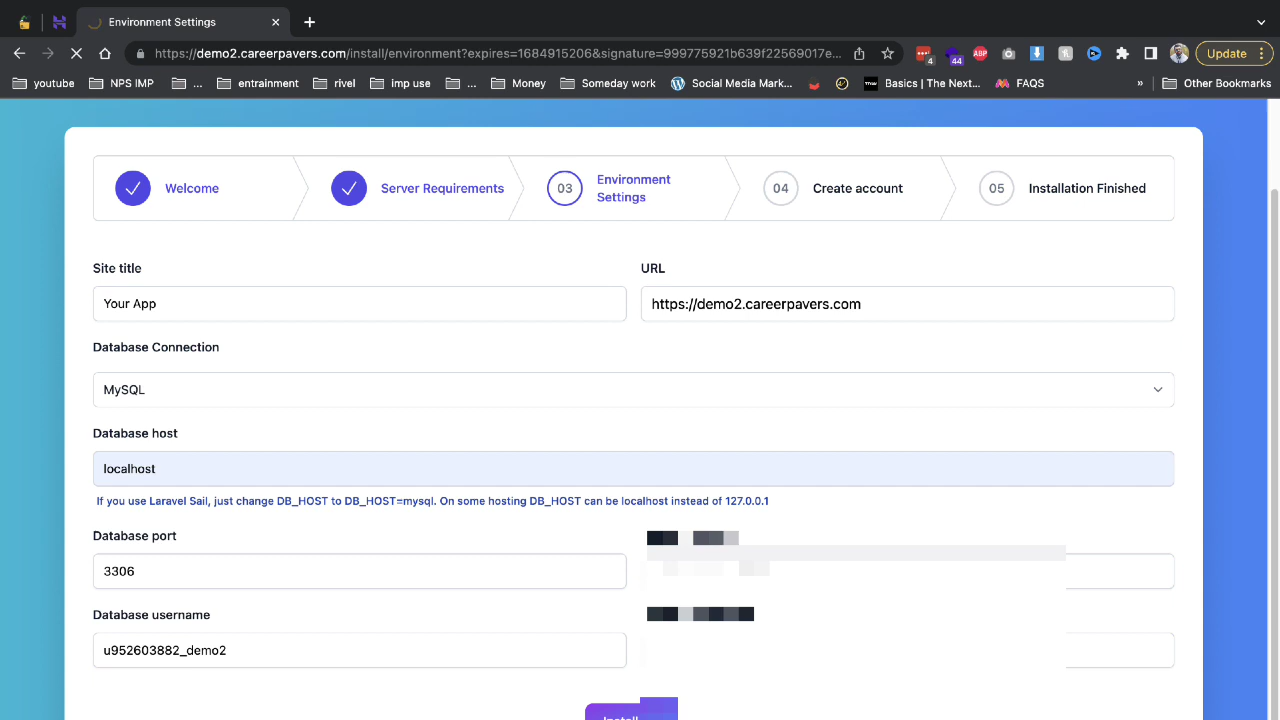 Environment Settings
https://demo2.careerpavers.com/install/environment?expires=1684915206&signature=999775921b639f22569017e...
4
44
ABP
Update
youtube
NPS IMP
...
entrainment
rivel
imp use
...
Money
Someday work
Social Media Mark...
Basics | The Next...
FAQS
»
Other Bookmarks
Welcome
Server Requirements
03
Environment
Settings
04
Create account
05
Installation Finished
Site title
URL
Your App
https://demo2.careerpavers.com
Database Connection
MySQL
Database host
localhost
If you use Laravel Sail, just change DB_HOST to DB_HOST=mysql. On some hosting DB_HOST can be localhost instead of 127.0.0.1
Database port
3306
Database username
u952603882_demo2
Install